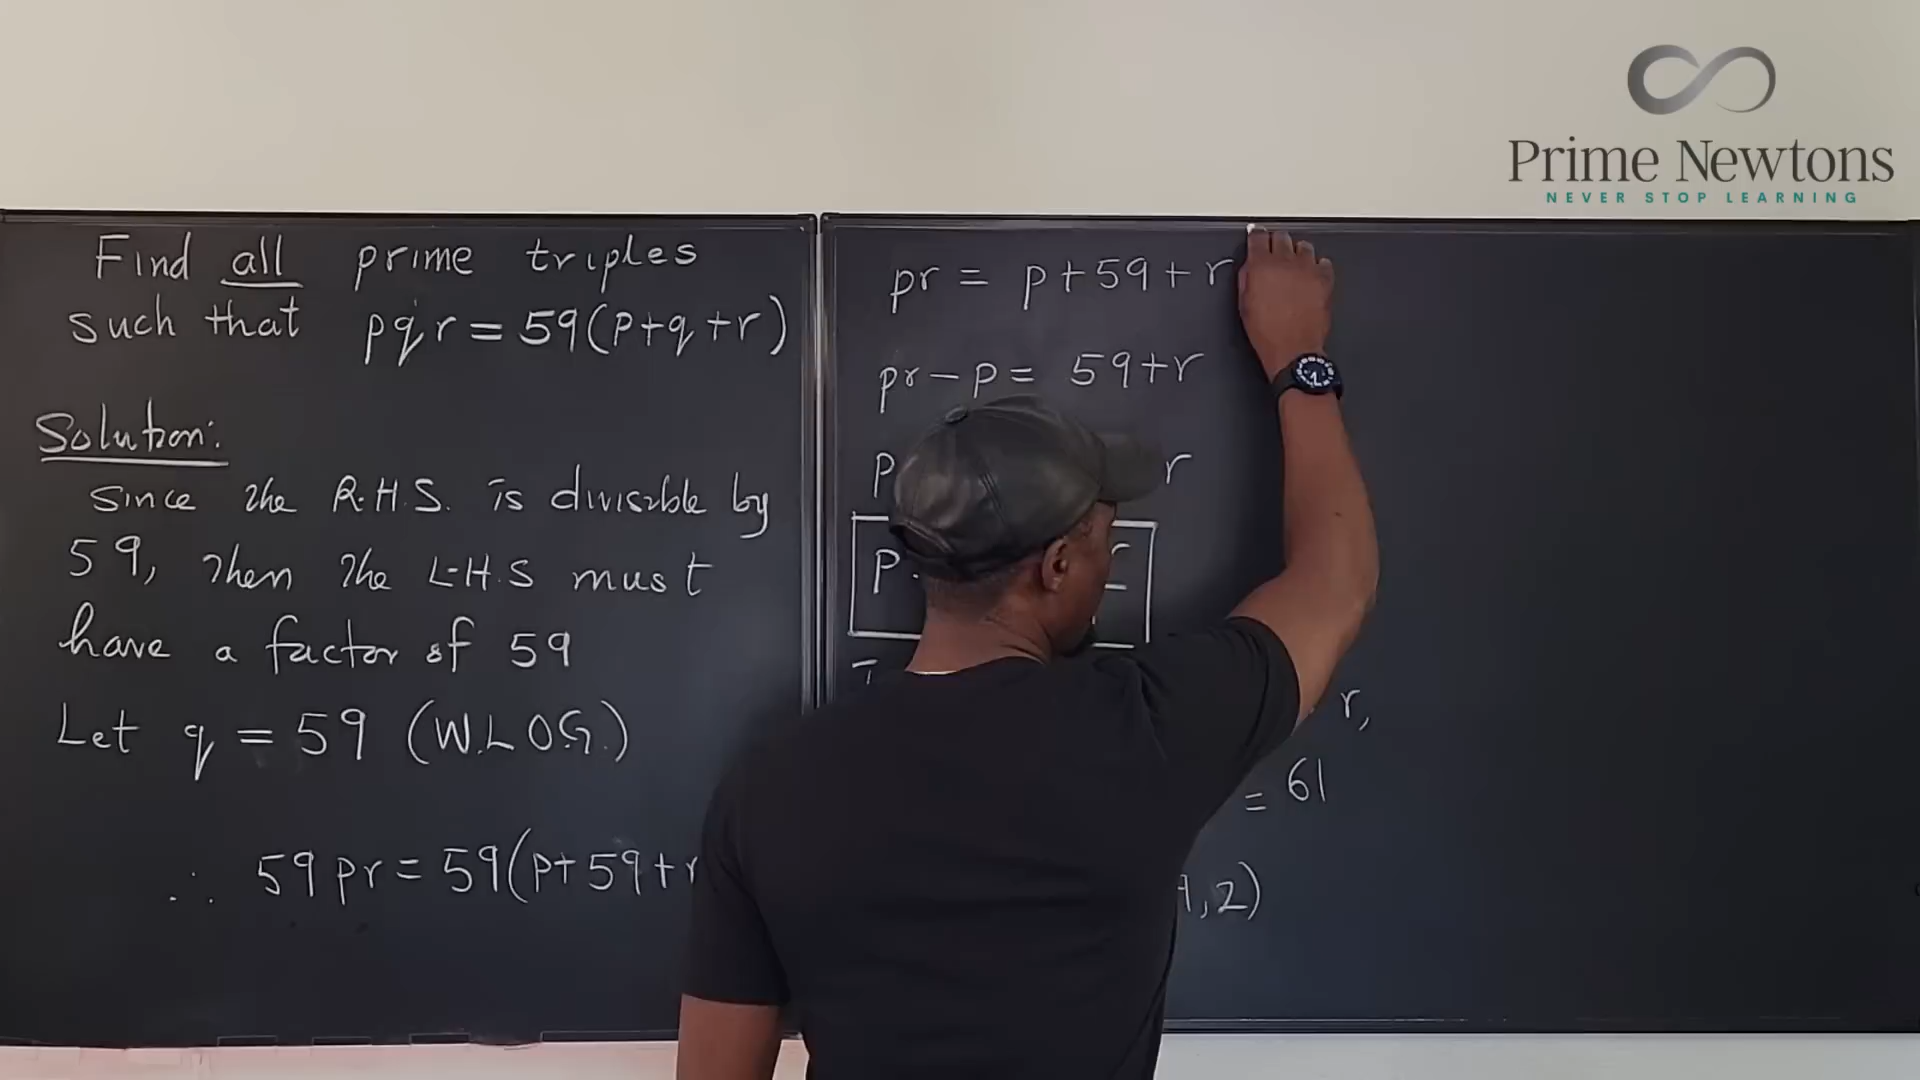 Prime Newtons
NEVER STOP LEARNING
Find all prime triples
such that pqr = 59(p+q+r)
Solution:
Since the R.H.S. is divisible by
59, then the L.H.S must
have a factor of 59
Let q = 59 (W.L.O.G.)
∴ 59pr = 59(p+59+r
pr = p+59+r
pr - p = 59+r
p r
p
r,
= 61
,2)